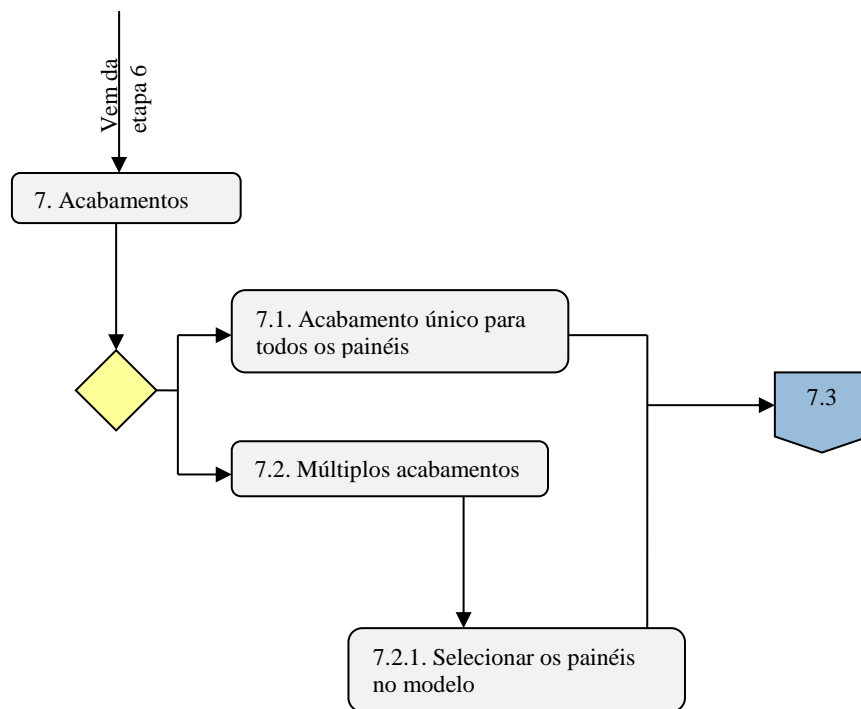 Vem da
etapa 6
7. Acabamentos
7.1. Acabamento único para
todos os painéis
7.3
7.2. Múltiplos acabamentos
7.2.1. Selecionar os painéis
no modelo